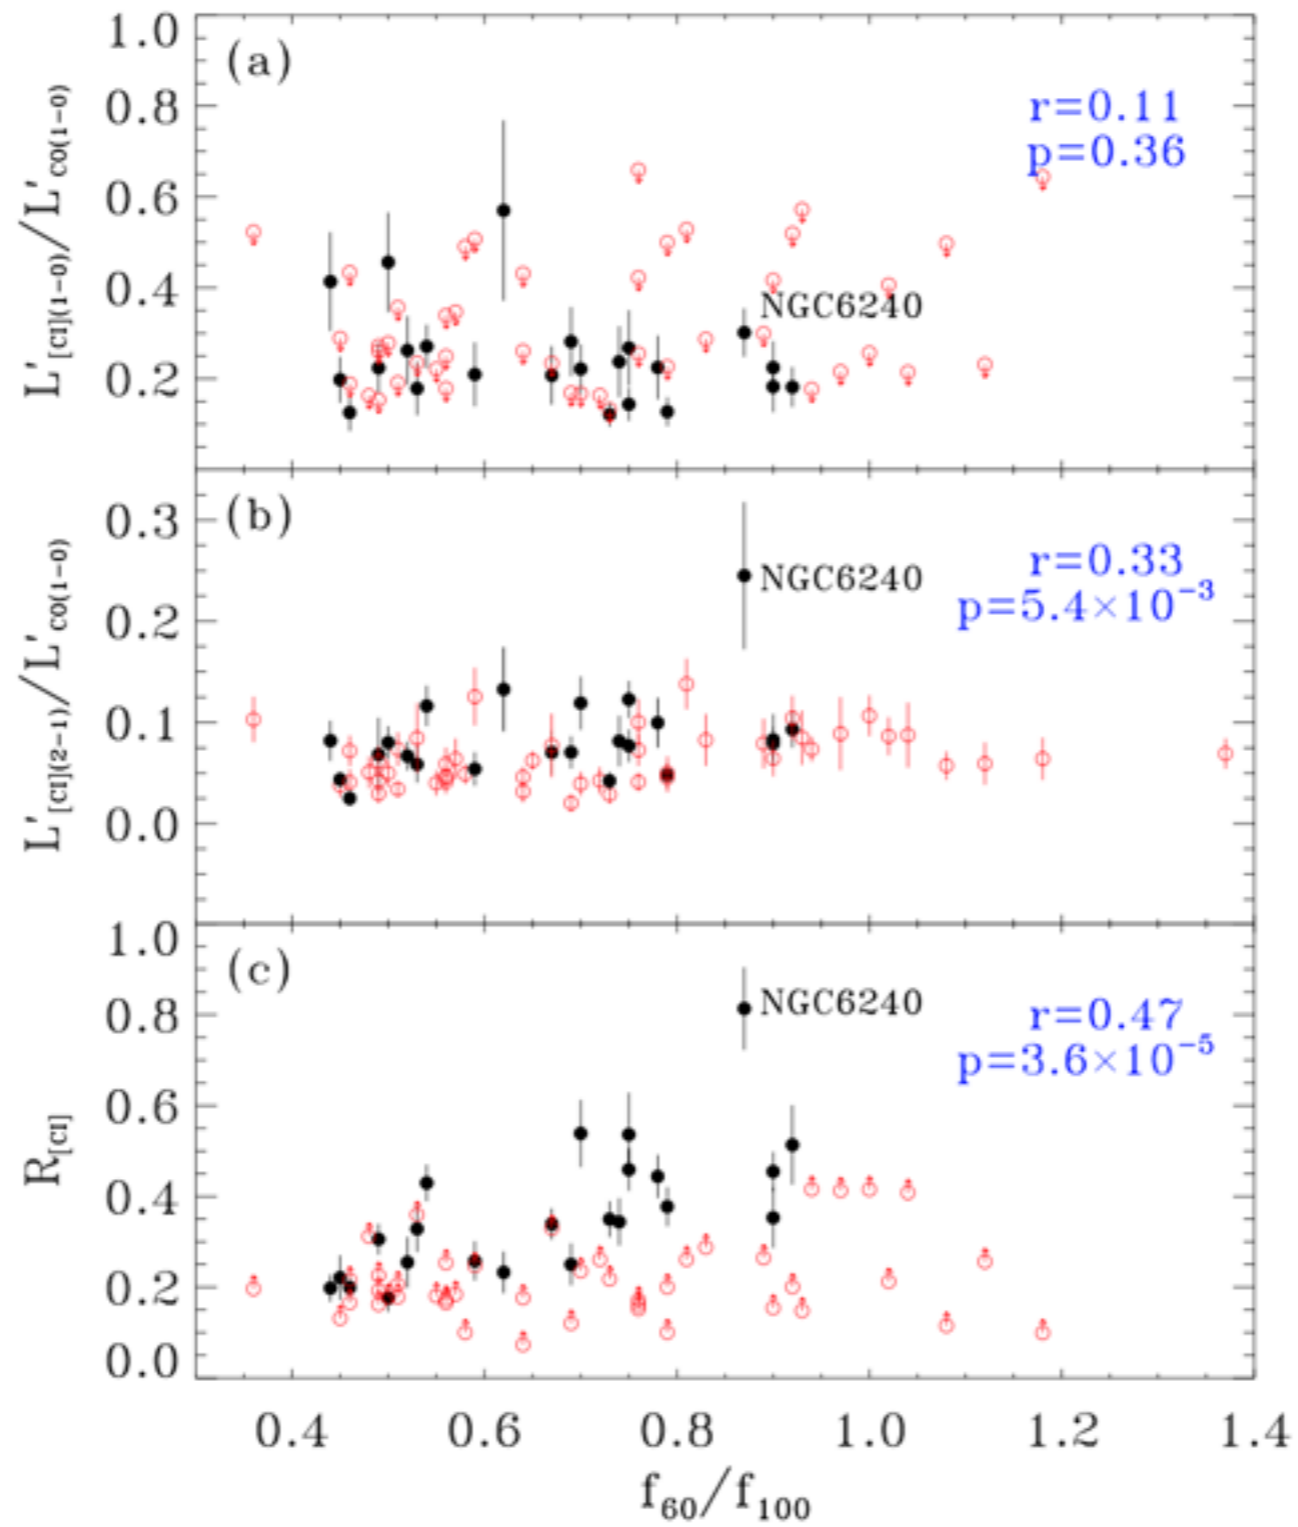 (a)
r=0.11
p=0.36
NGC6240
1.0
0.8
0.6
0.4
0.2
L′[CI](1−0)/L′CO(1−0)
(b)
r=0.33
p=5.4×10⁻³
NGC6240
0.3
0.2
0.1
0.0
L′[CI](2−1)/L′CO(1−0)
(c)
r=0.47
p=3.6×10⁻⁵
NGC6240
1.0
0.8
0.6
0.4
0.2
0.0
R[CI]
0.4 0.6 0.8 1.0 1.2 1.4
f₆₀/f₁₀₀